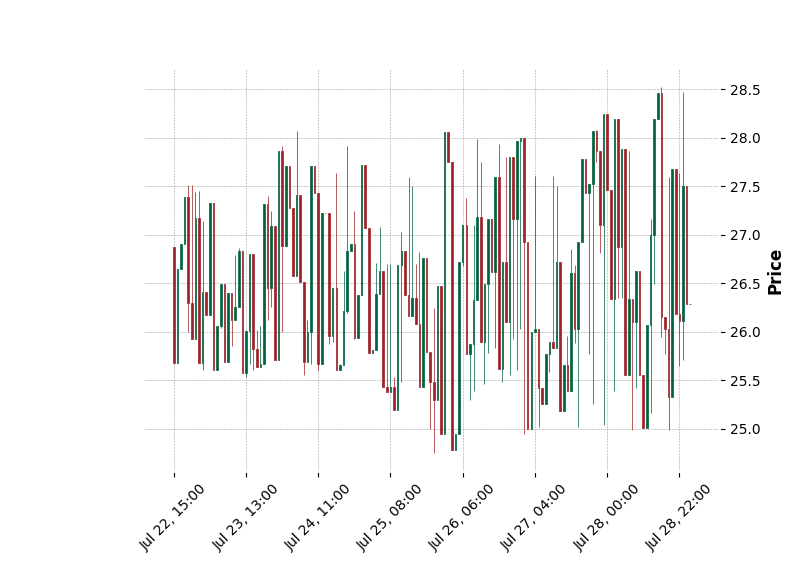 28.5
28.0
27.5
27.0
26.5
26.0
25.5
25.0
Price
Jul 22, 15:00
Jul 23, 13:00
Jul 24, 11:00
Jul 25, 08:00
Jul 26, 06:00
Jul 27, 04:00
Jul 28, 00:00
Jul 28, 22:00